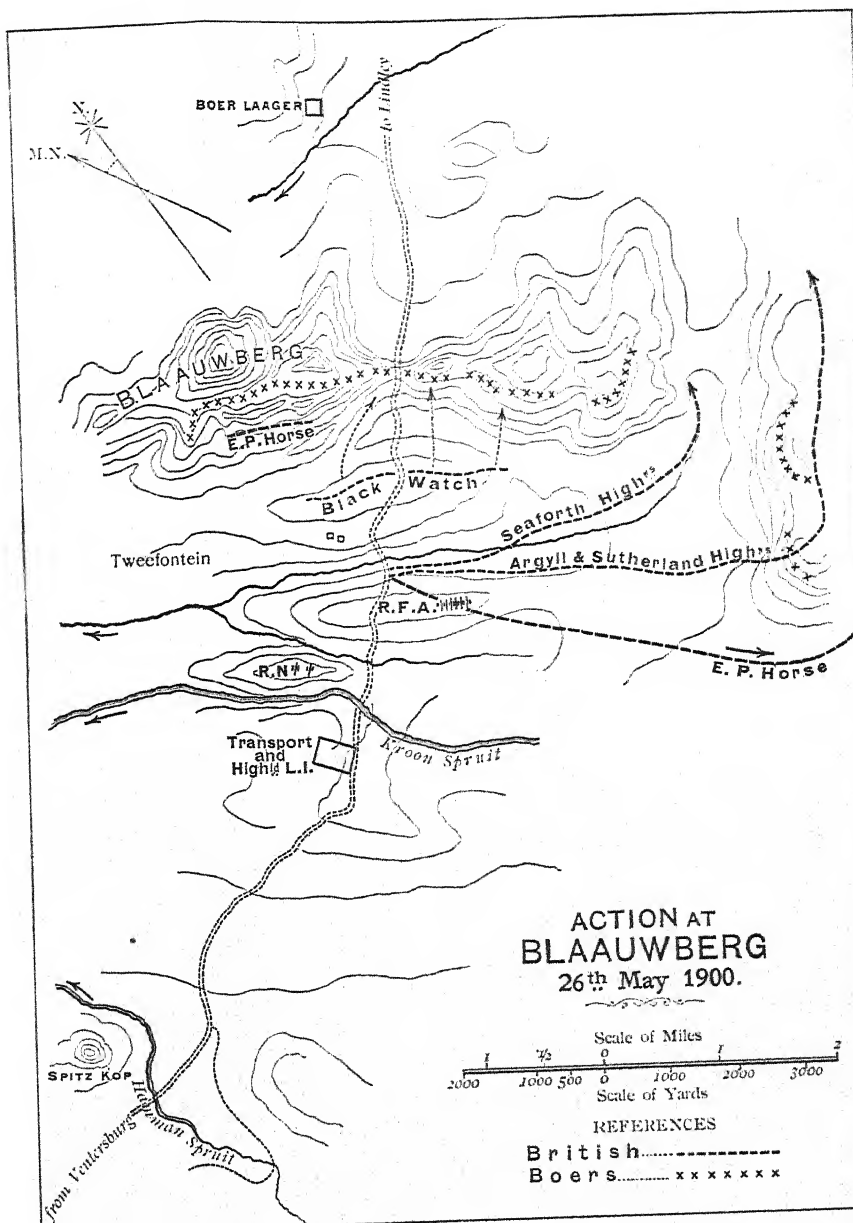 N.
M.N.
BOER LAAGER
to Lindley
BLAAUWBERG
E.P. Horse
Black Watch
Seaforth Highrs
Tweefontein
Argyll & Sutherland Highrs
R.F.A.
R.N
E. P. Horse
Transport
and
Highld L.I.
Kroon Spruit
ACTION AT
BLAAUWBERG
26th May 1900.
Scale of Miles
1 1/2 0 1 2
2000 1000 500 0 1000 2000 3000
Scale of Yards
SPITZ KOP
Spruit
from Ventersburg
REFERENCES
British
Boers